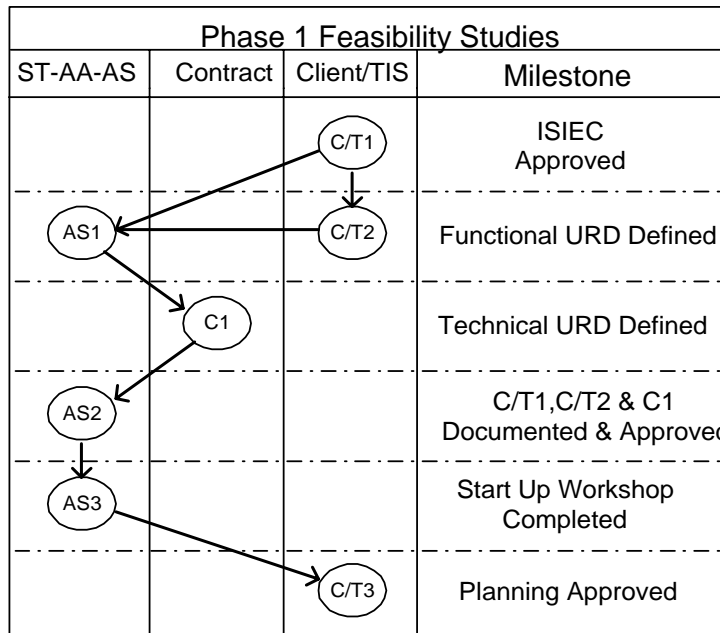 Phase 1 Feasibility Studies
ST-AA-AS Contract Client/TIS Milestone
C/T1 ISIEC
Approved
AS1 C/T2 Functional URD Defined
C1 Technical URD Defined
AS2 C/T1,C/T2 & C1
Documented & Approved
AS3 Start Up Workshop
Completed
C/T3 Planning Approved